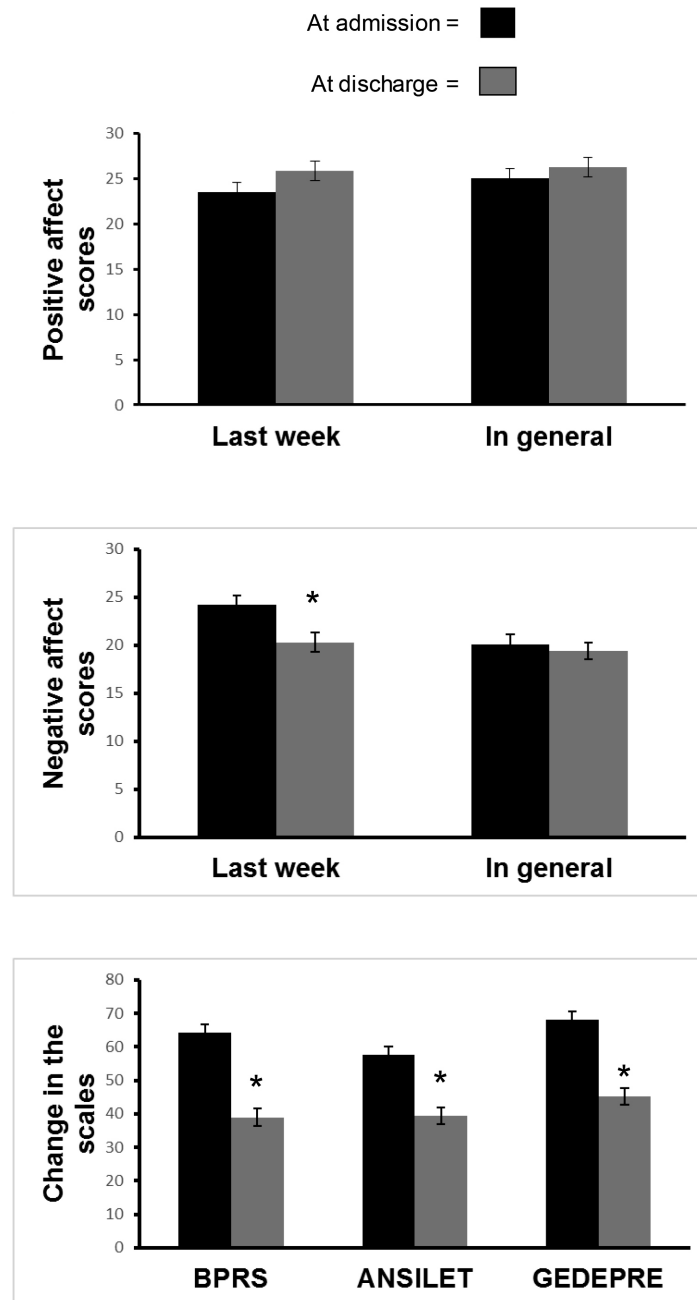 At admission =
At discharge =
Positive affect
scores
30
25
20
15
10
5
0
Last week
In general
Negative affect
scores
30
25
20
15
10
5
0
*
Last week
In general
Change in the
scales
80
70
60
50
40
30
20
10
0
*
*
*
BPRS
ANSILET
GEDEPRE